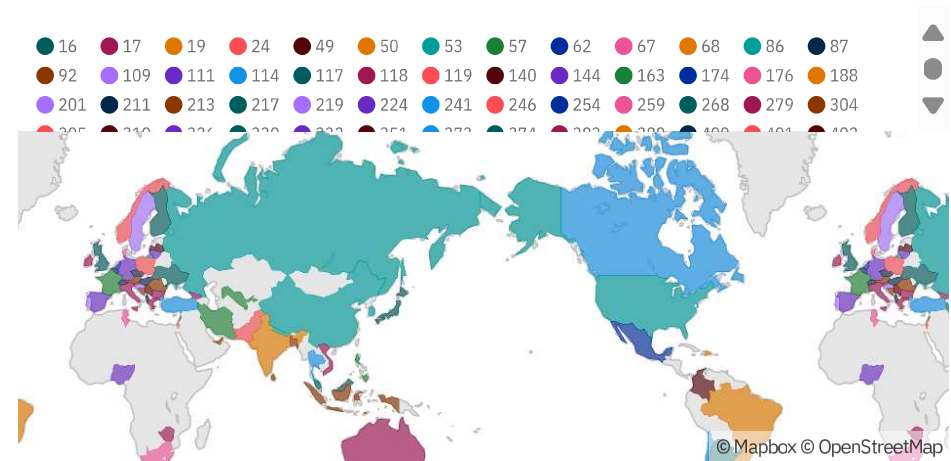 16 17 19 24 49 50 53 57 62 67 68 86 87
92 109 111 114 117 118 119 140 144 163 174 176 188
201 211 213 217 219 224 241 246 254 259 268 279 304
© Mapbox © OpenStreetMap